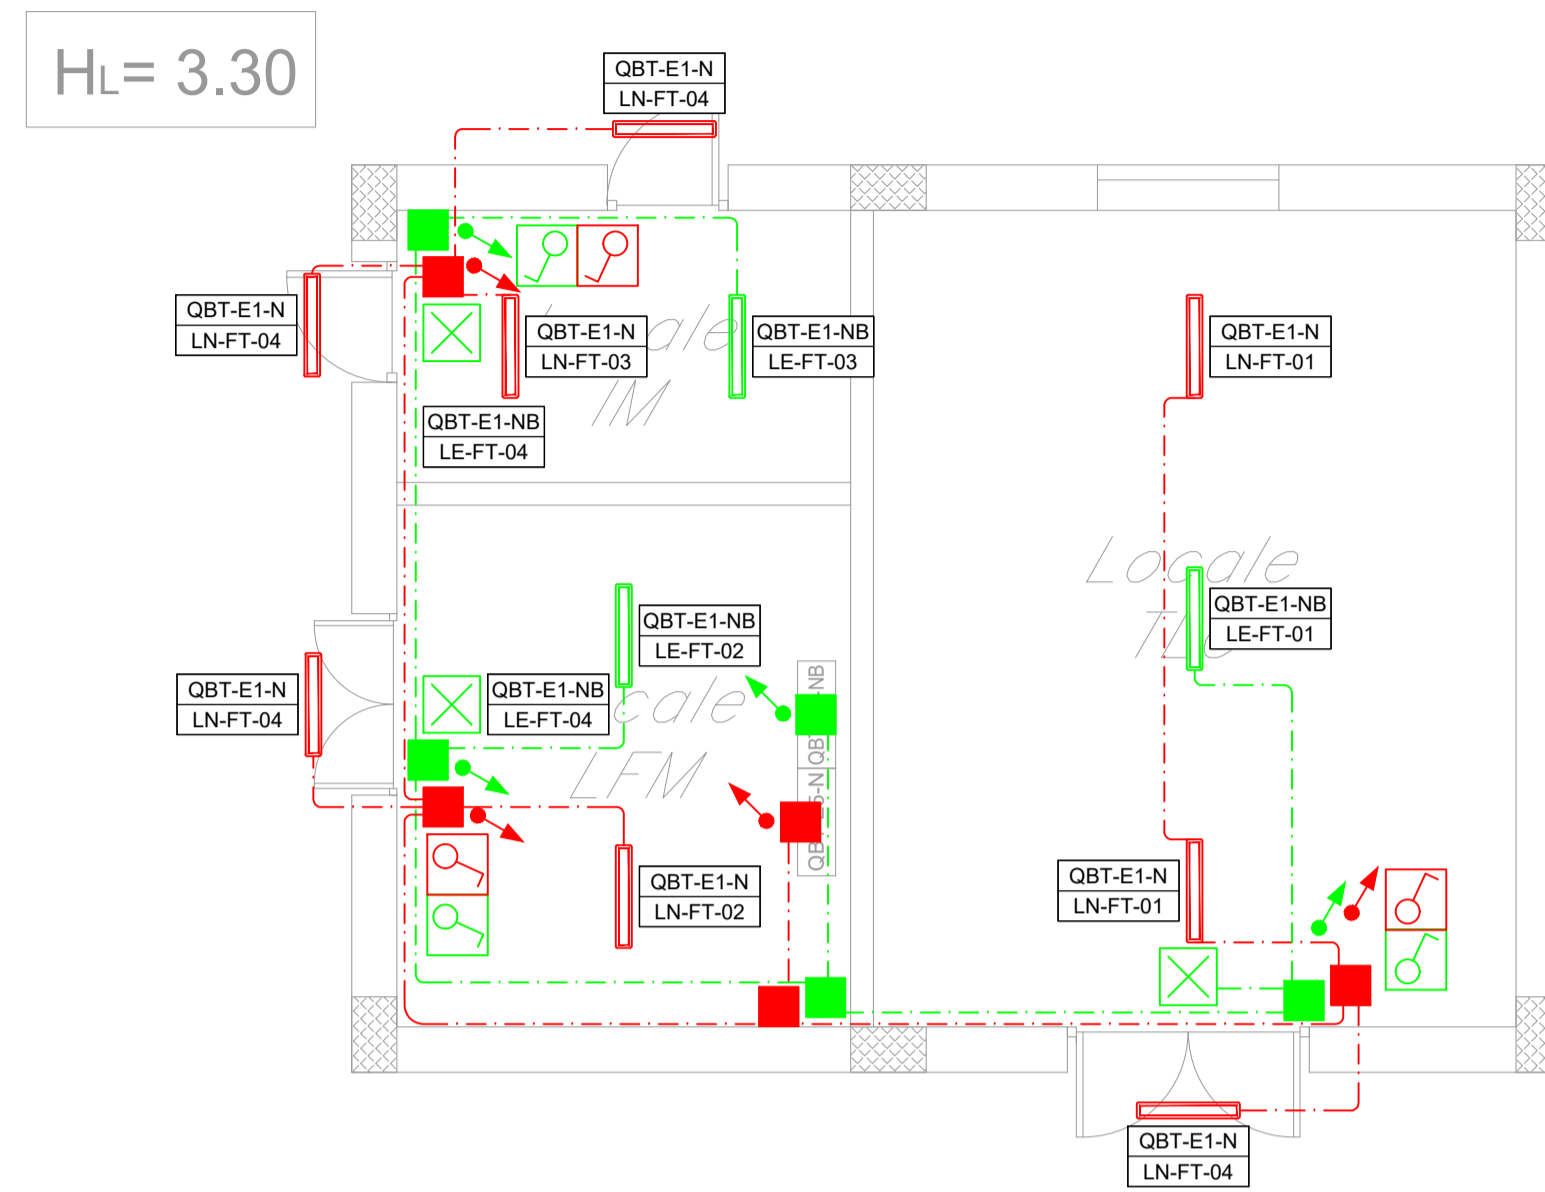 HL= 3.30
QBT-E1-N
LN-FT-04
QBT-E1-N
LN-FT-04
QBT-E1-N
LN-FT-03
QBT-E1-NB
LE-FT-03
QBT-E1-N
LN-FT-01
IM
QBT-E1-NB
LE-FT-04
Locale
QBT-E1-NB
LE-FT-01
QBT-E1-NB
LE-FT-02
QBT-E1-N
LN-FT-04
QBT-E1-NB
LE-FT-04
LFM
QBT-E1-N
LN-FT-02
QBT-E1-N
LN-FT-01
QBT-E1-N
LN-FT-04